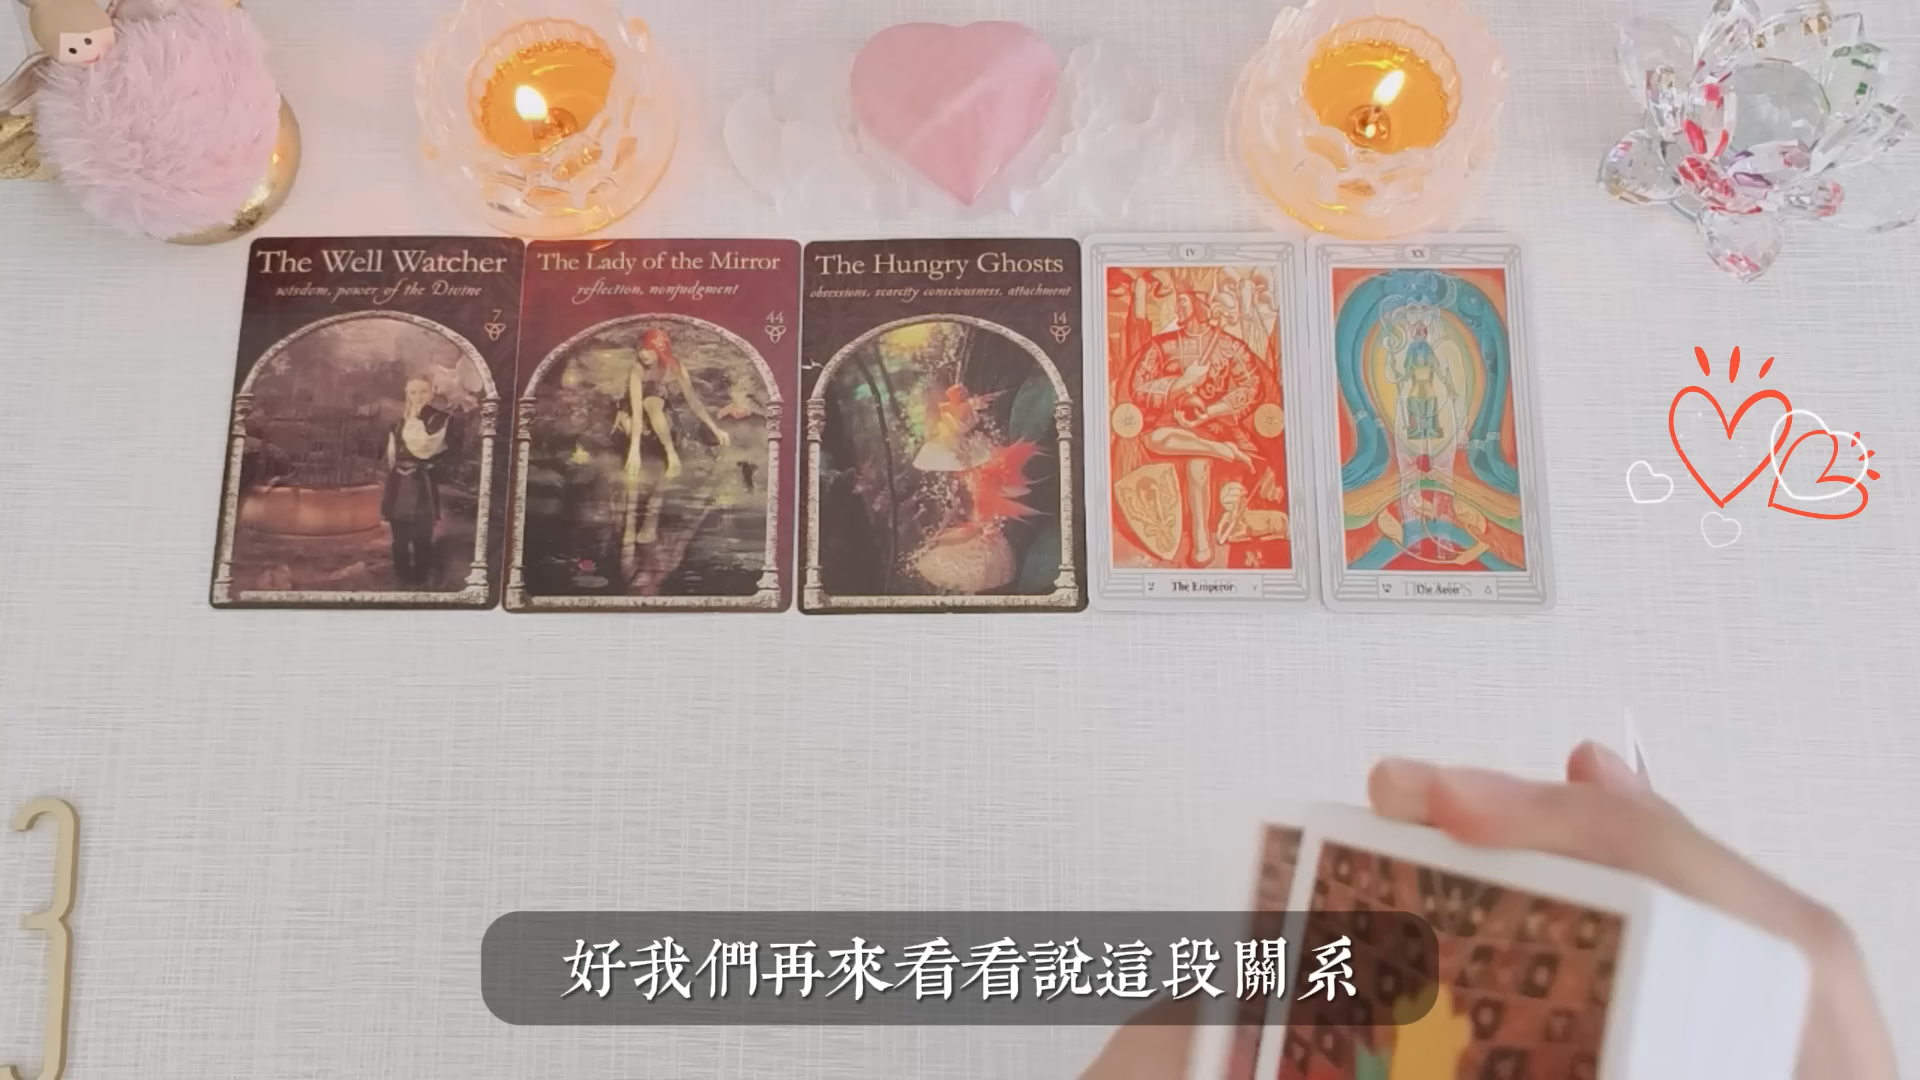 The Well Watcher
wisdom, power of the Divine
7
The Lady of the Mirror
reflection, nonjudgment
44
The Hungry Ghosts
obsessions, scarcity consciousness, attachment
14
IV
The Emperor
XX
The Aeon
3
好我們再來看看說這段關系